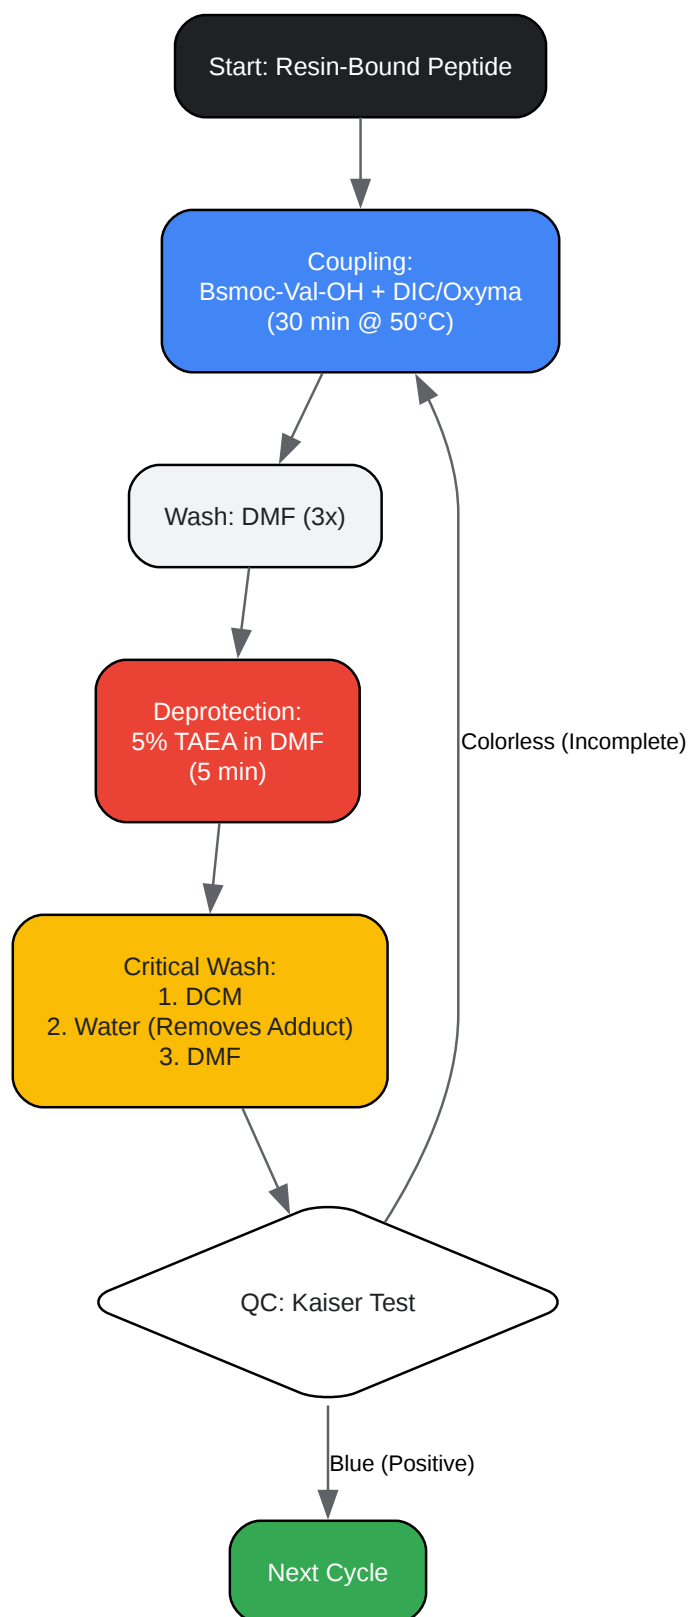 Start: Resin-Bound Peptide
Coupling:
Bsmoc-Val-OH + DIC/Oxyma
(30 min @ 50°C)
Wash: DMF (3x)
Deprotection:
5% TAEA in DMF
(5 min)
Colorless (Incomplete)
Critical Wash:
1. DCM
2. Water (Removes Adduct)
3. DMF
QC: Kaiser Test
Blue (Positive)
Next Cycle